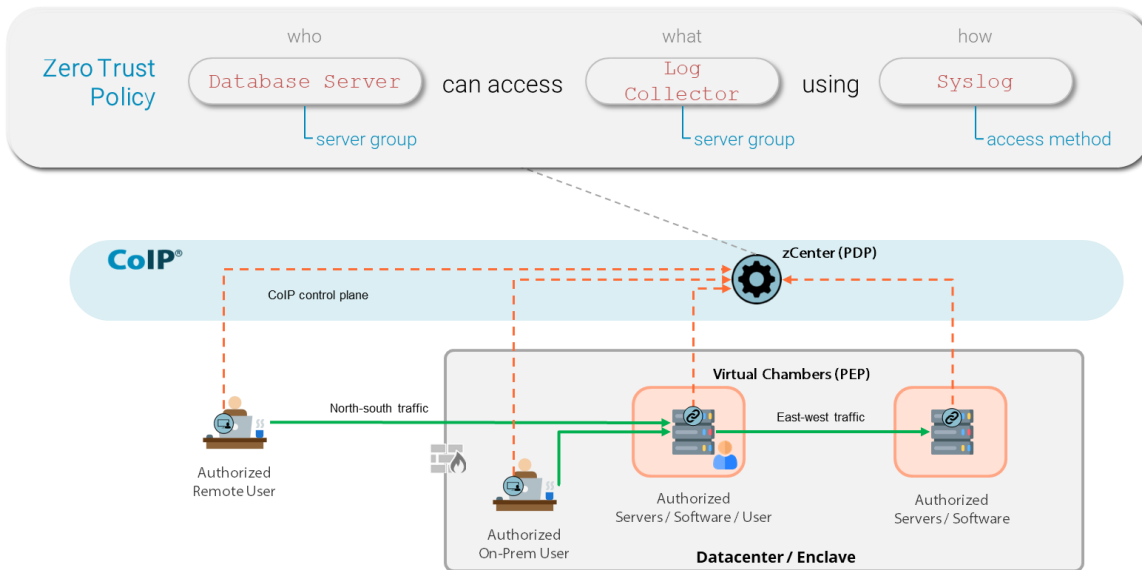 who
what
how
Zero Trust
Policy
Database Server
can access
Log
Collector
using
Syslog
server group
server group
access method
CoIP®
zCenter (PDP)
CoIP control plane
Virtual Chambers (PEP)
North-south traffic
East-west traffic
Authorized
Remote User
Authorized
On-Prem User
Authorized
Servers / Software / User
Authorized
Servers / Software
Datacenter / Enclave